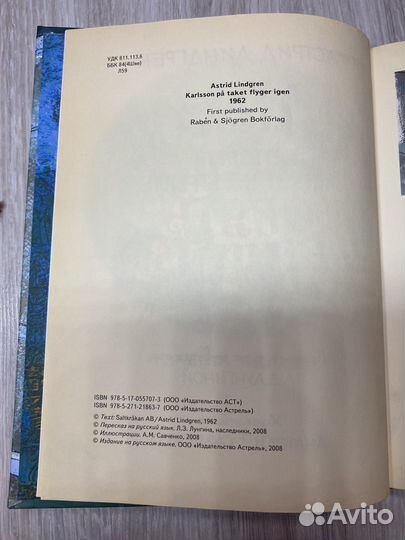 УДК 811.113.6
ББК 84(4Шве)
Л59
Astrid Lindgren
Karlsson på taket flyger igen
1962
First published by
Rabén & Sjögren Bokförlag
ISBN 978-5-17-055707-3 (ООО «Издательство АСТ»)
ISBN 978-5-271-21863-7 (ООО «Издательство Астрель»)
© Text: Saltkråkan AB/Astrid Lindgren, 1962
© Пересказ на русский язык. Л.З. Лунгина, наследники, 2008
© Иллюстрации. А.М. Савченко, 2008
© Издание на русском языке. ООО «Издательство Астрель», 2008
Avito